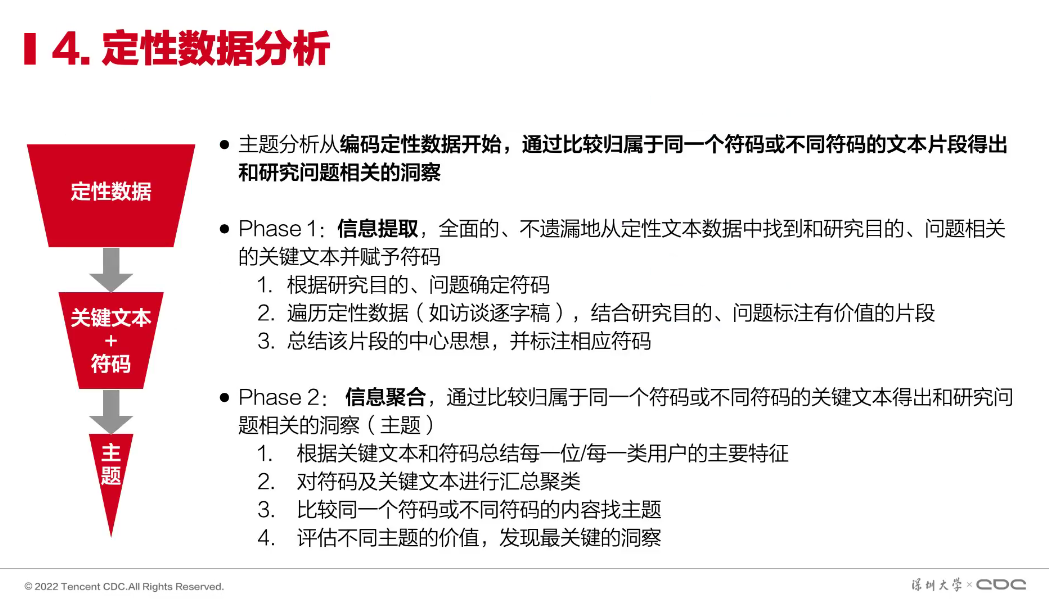 4. 定性数据分析
定性数据
关键文本
+
符码
主
题
● 主题分析从编码定性数据开始，通过比较归属于同一个符码或不同符码的文本片段得出
和研究问题相关的洞察
● Phase 1：信息提取，全面的、不遗漏地从定性文本数据中找到和研究目的、问题相关
的关键文本并赋予符码
1. 根据研究目的、问题确定符码
2. 遍历定性数据（如访谈逐字稿），结合研究目的、问题标注有价值的片段
3. 总结该片段的中心思想，并标注相应符码
● Phase 2： 信息聚合，通过比较归属于同一个符码或不同符码的关键文本得出和研究问
题相关的洞察（主题）
1. 根据关键文本和符码总结每一位/每一类用户的主要特征
2. 对符码及关键文本进行汇总聚类
3. 比较同一个符码或不同符码的内容找主题
4. 评估不同主题的价值，发现最关键的洞察
© 2022 Tencent CDC.All Rights Reserved.
深圳大学 × CDC